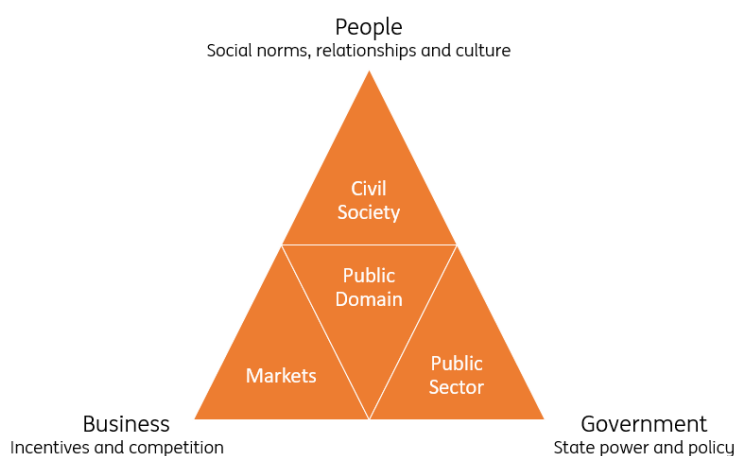 People
Social norms, relationships and culture
Civil
Society
Public
Domain
Markets
Public
Sector
Business
Incentives and competition
Government
State power and policy